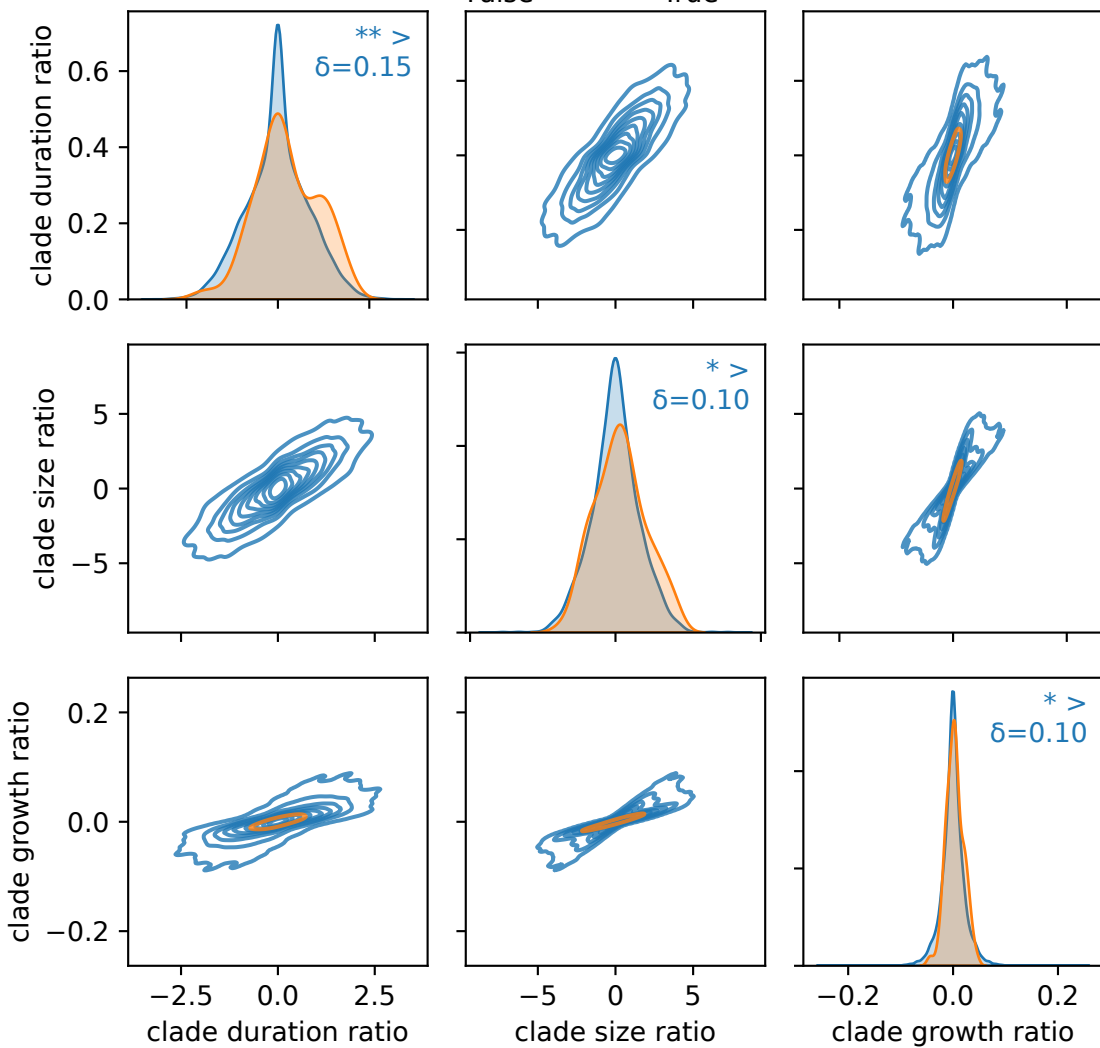 False True
clade duration ratio
0.6
0.4
0.2
0.0
** >
δ=0.15
clade size ratio
5
0
−5
* >
δ=0.10
clade growth ratio
0.2
0.0
−0.2
* >
δ=0.10
−2.5 0.0 2.5
−5 0 5
−0.2 0.0 0.2
clade duration ratio
clade size ratio
clade growth ratio